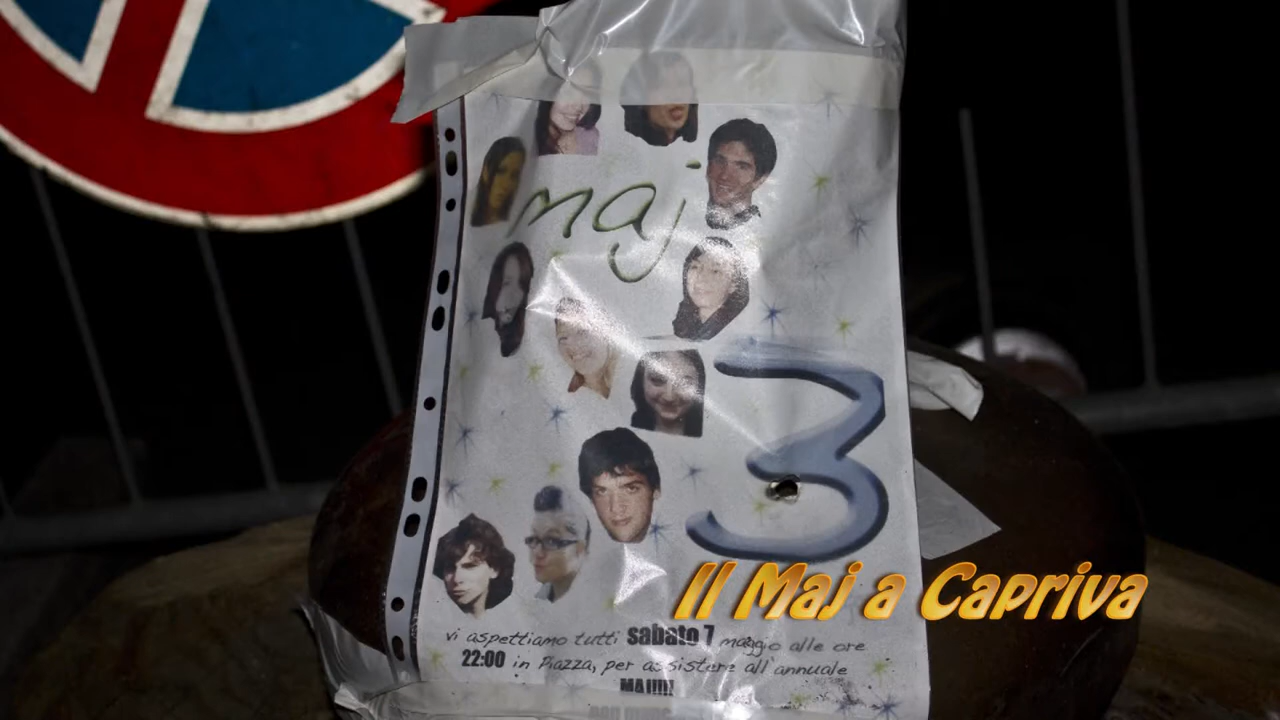 maj
3
Il Maj a Capriva
vi aspettiamo tutti sabato 7 maggio alle ore
22:00 in Piazza, per assistere all'annuale
MAJ!!!!